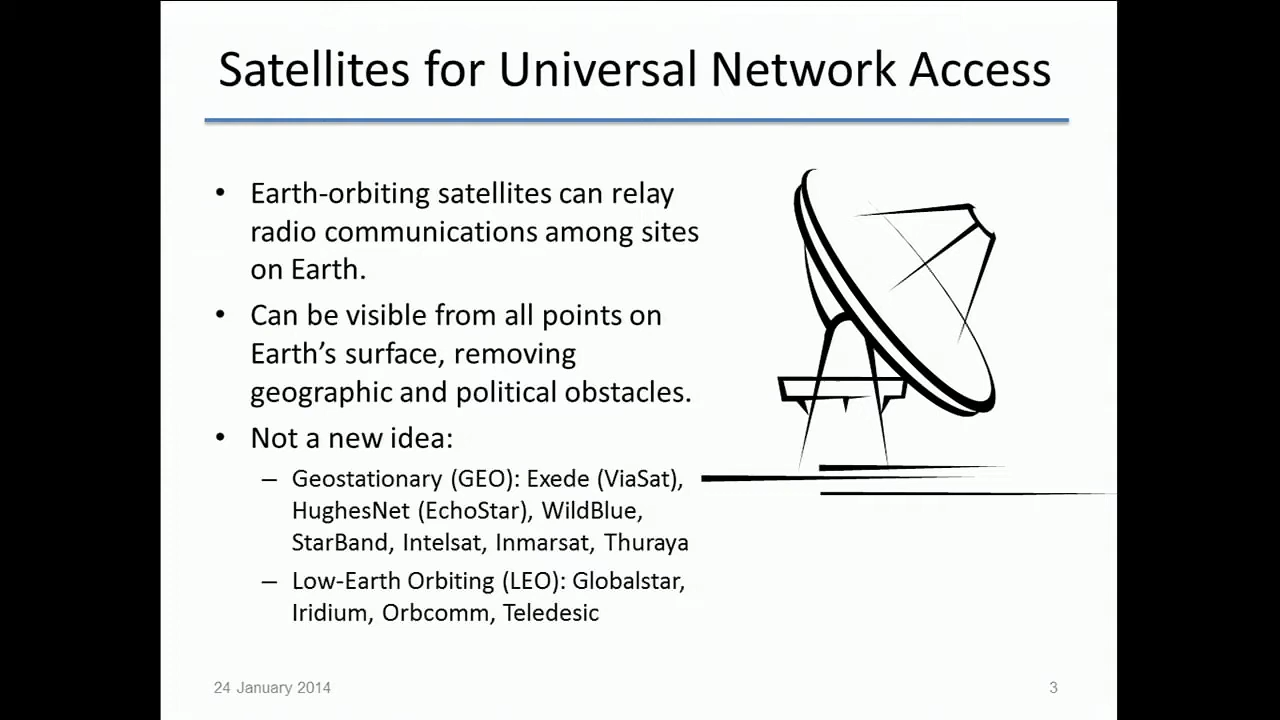 Satellites for Universal Network Access
• Earth-orbiting satellites can relay
radio communications among sites
on Earth.
• Can be visible from all points on
Earth’s surface, removing
geographic and political obstacles.
• Not a new idea:
– Geostationary (GEO): Exede (ViaSat),
HughesNet (EchoStar), WildBlue,
StarBand, Intelsat, Inmarsat, Thuraya
– Low-Earth Orbiting (LEO): Globalstar,
Iridium, Orbcomm, Teledesic
24 January 2014
3